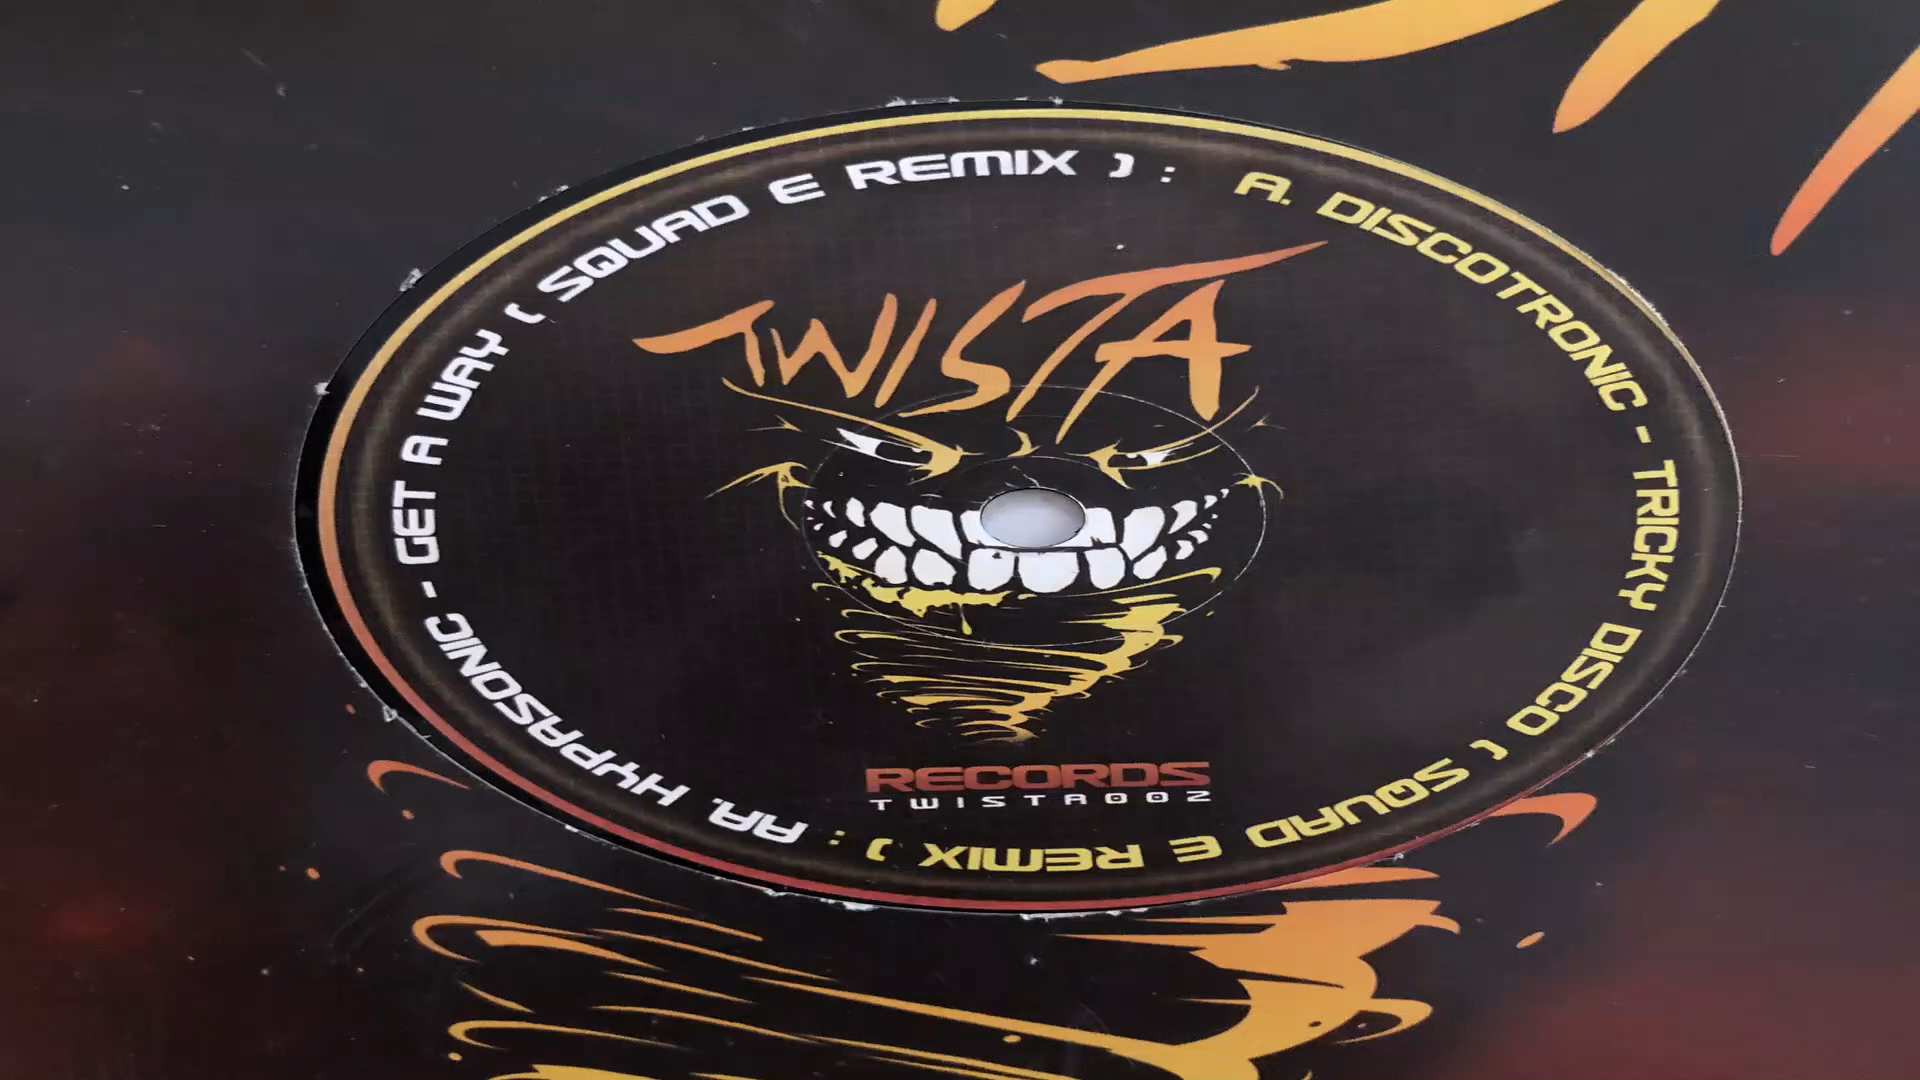 TWISTA
RECORDS
TWISTA002
A. DISCOTRONIC - TRICKY DISCO ( SQUAD E REMIX ) :
AA. HYPASONIC - GET A WAY ( SQUAD E REMIX ) :